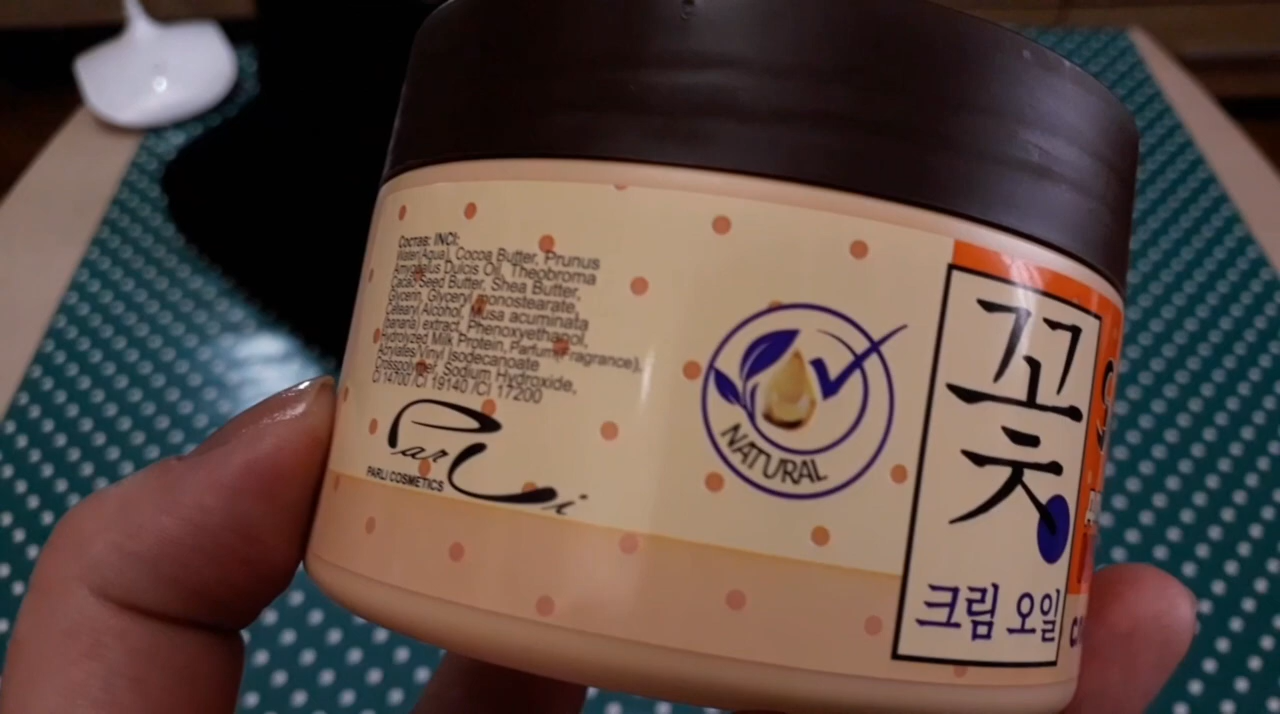 Состав: INCI:
Water(Aqua), Cocoa Butter, Prunus
Amygdalus Dulcis Oil, Theobroma
Cacao Seed Butter, Shea Butter,
Glycerin, Glyceryl monostearate,
Cetearyl Alcohol, Musa acuminata
(banana) extract, Phenoxyethanol,
Hydrolyzed Milk Protein, Parfum(Fragrance),
Acrylates/Vinyl Isodecanoate
Crosspolymer, Sodium Hydroxide,
CI 14700 /CI 19140 /CI 17200
ParLi
PARLI COSMETICS
NATURAL
꼬
츠
크림 오일